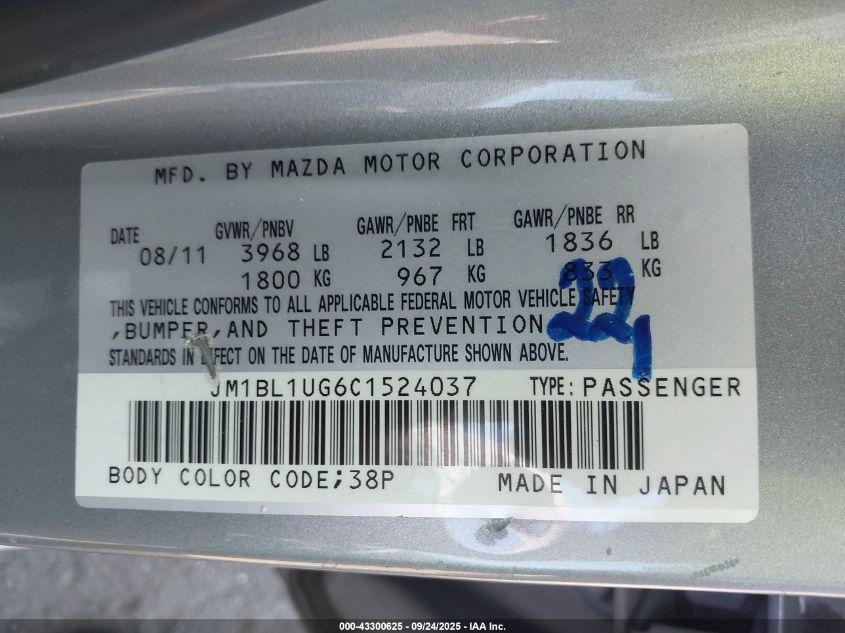 MFD. BY MAZDA MOTOR CORPORATION
DATE GVWR/PNBV GAWR/PNBE FRT GAWR/PNBE RR
08/11 3968 LB 2132 LB 1836 LB
1800 KG 967 KG 833 KG
THIS VEHICLE CONFORMS TO ALL APPLICABLE FEDERAL MOTOR VEHICLE SAFETY
,BUMPER,AND THEFT PREVENTION
STANDARDS IN EFFECT ON THE DATE OF MANUFACTURE SHOWN ABOVE.
JM1BL1UG6C1524037 TYPE: PASSENGER
BODY COLOR CODE;38P MADE IN JAPAN
000-43300625 - 09/24/2025 - IAA Inc.